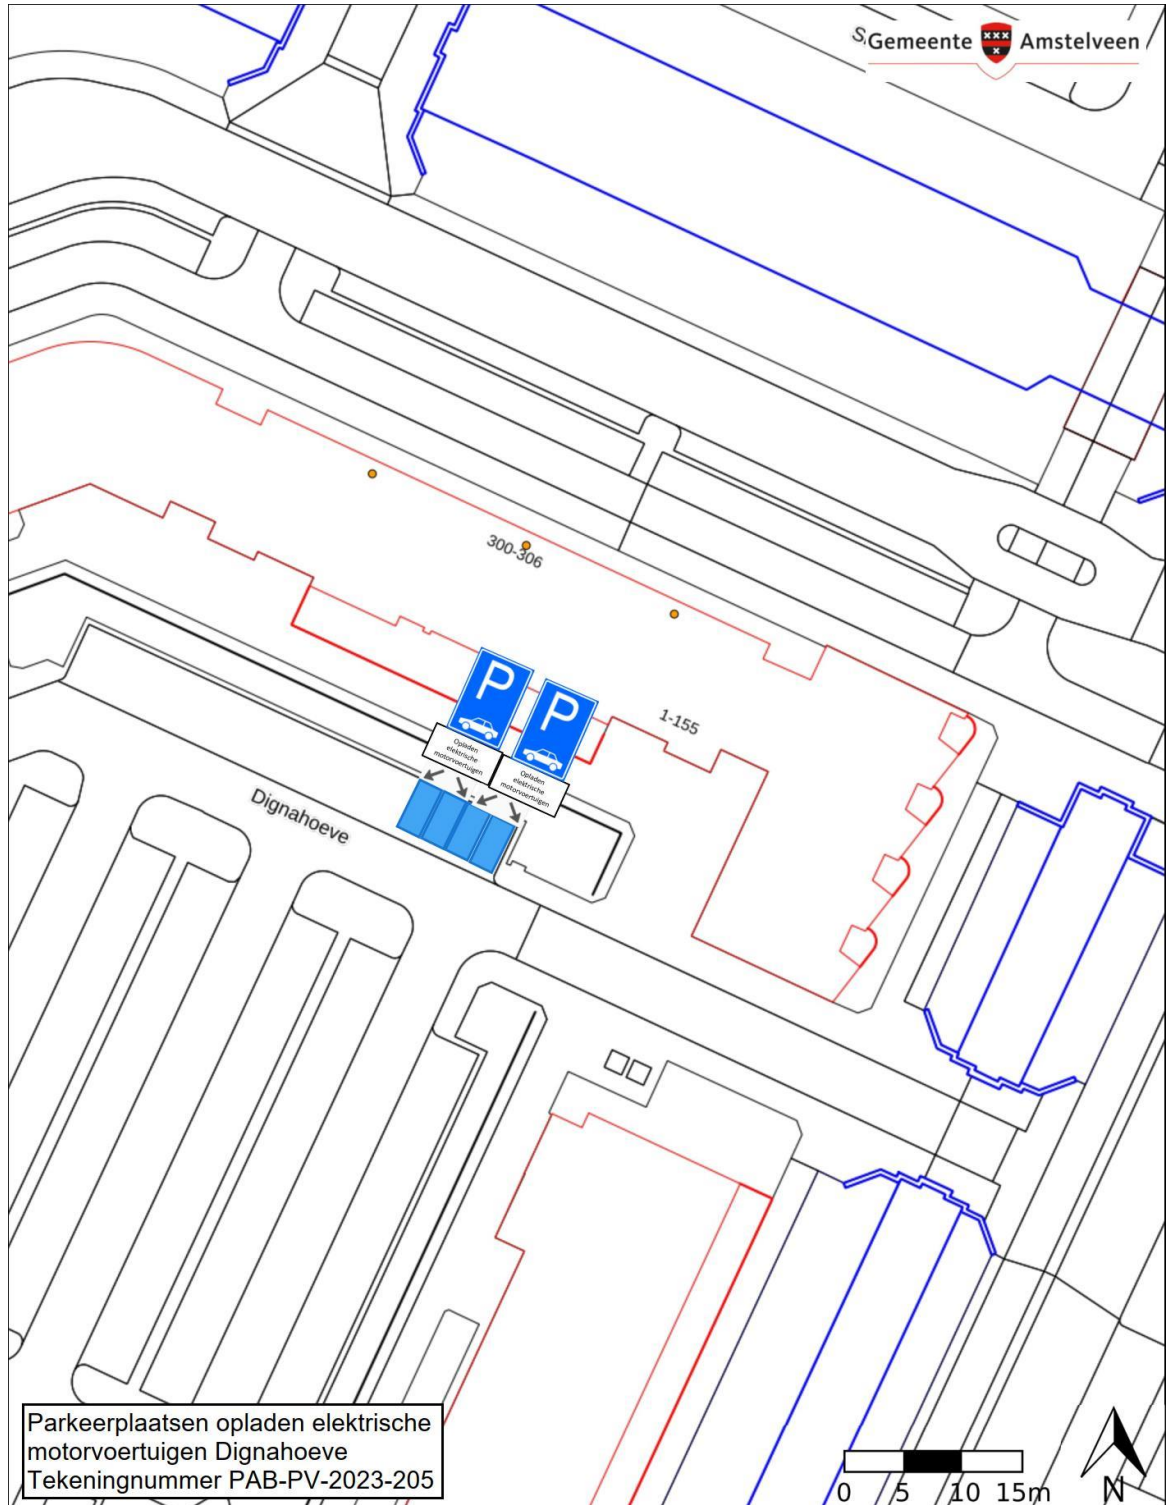 Gemeente Amstelveen
300-306
1-155
P
P
Opladen
elektrische
motorvoertuigen
Opladen
elektrische
motorvoertuigen
Dignahoeve
Parkeerplaatsen opladen elektrische
motorvoertuigen Dignahoeve
Tekeningnummer PAB-PV-2023-205
0 5 10 15m
N